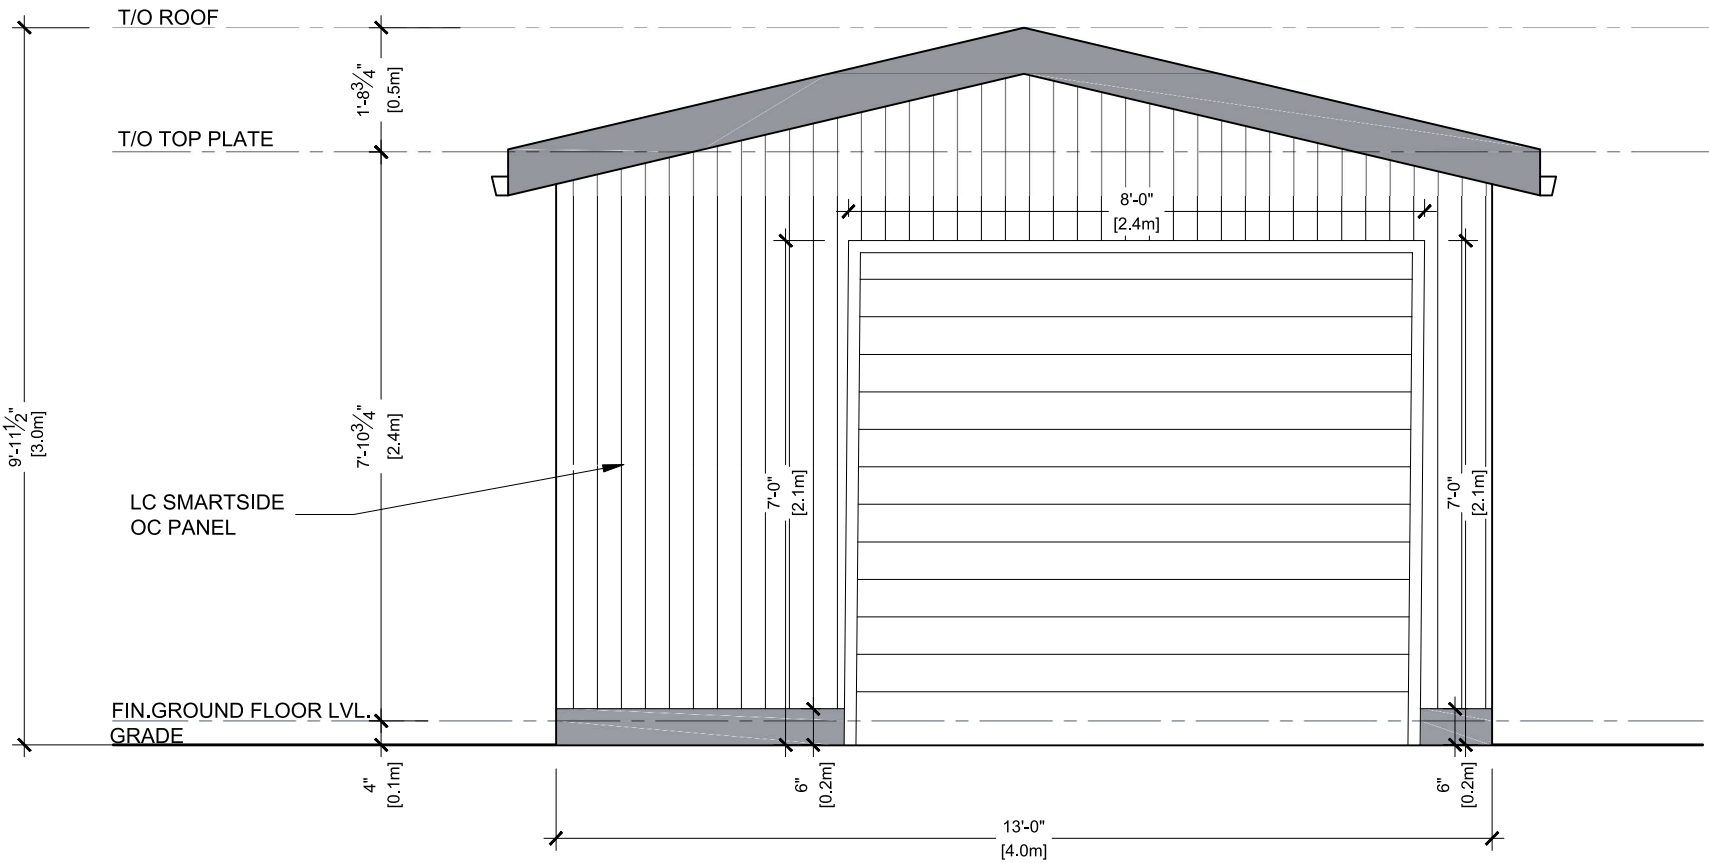 T/O ROOF
1'-8¾"
[0.5m]
T/O TOP PLATE
8'-0"
[2.4m]
9'-11½"
[3.0m]
7'-10¾"
[2.4m]
LC SMARTSIDE
OC PANEL
7'-0"
[2.1m]
7'-0"
[2.1m]
FIN.GROUND FLOOR LVL.
GRADE
4"
[0.1m]
6"
[0.2m]
6"
[0.2m]
13'-0"
[4.0m]